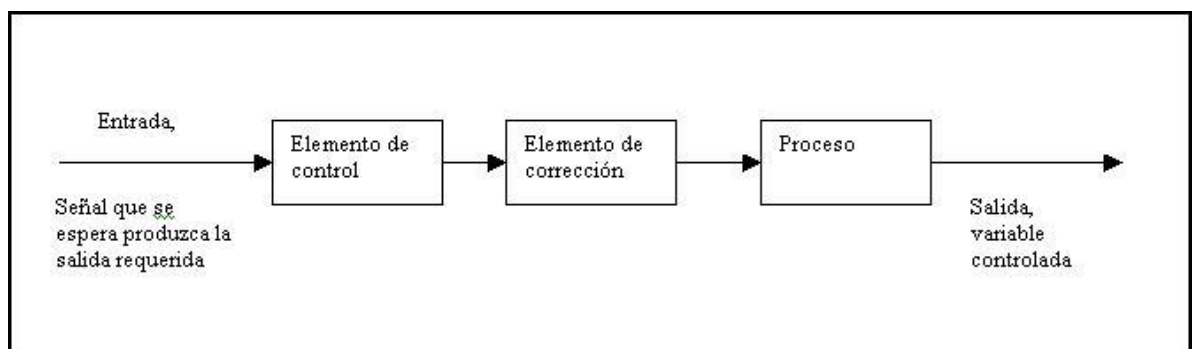 Entrada,
Elemento de
control
Elemento de
corrección
Proceso
Señal que se
espera produzca la
salida requerida
Salida,
variable
controlada